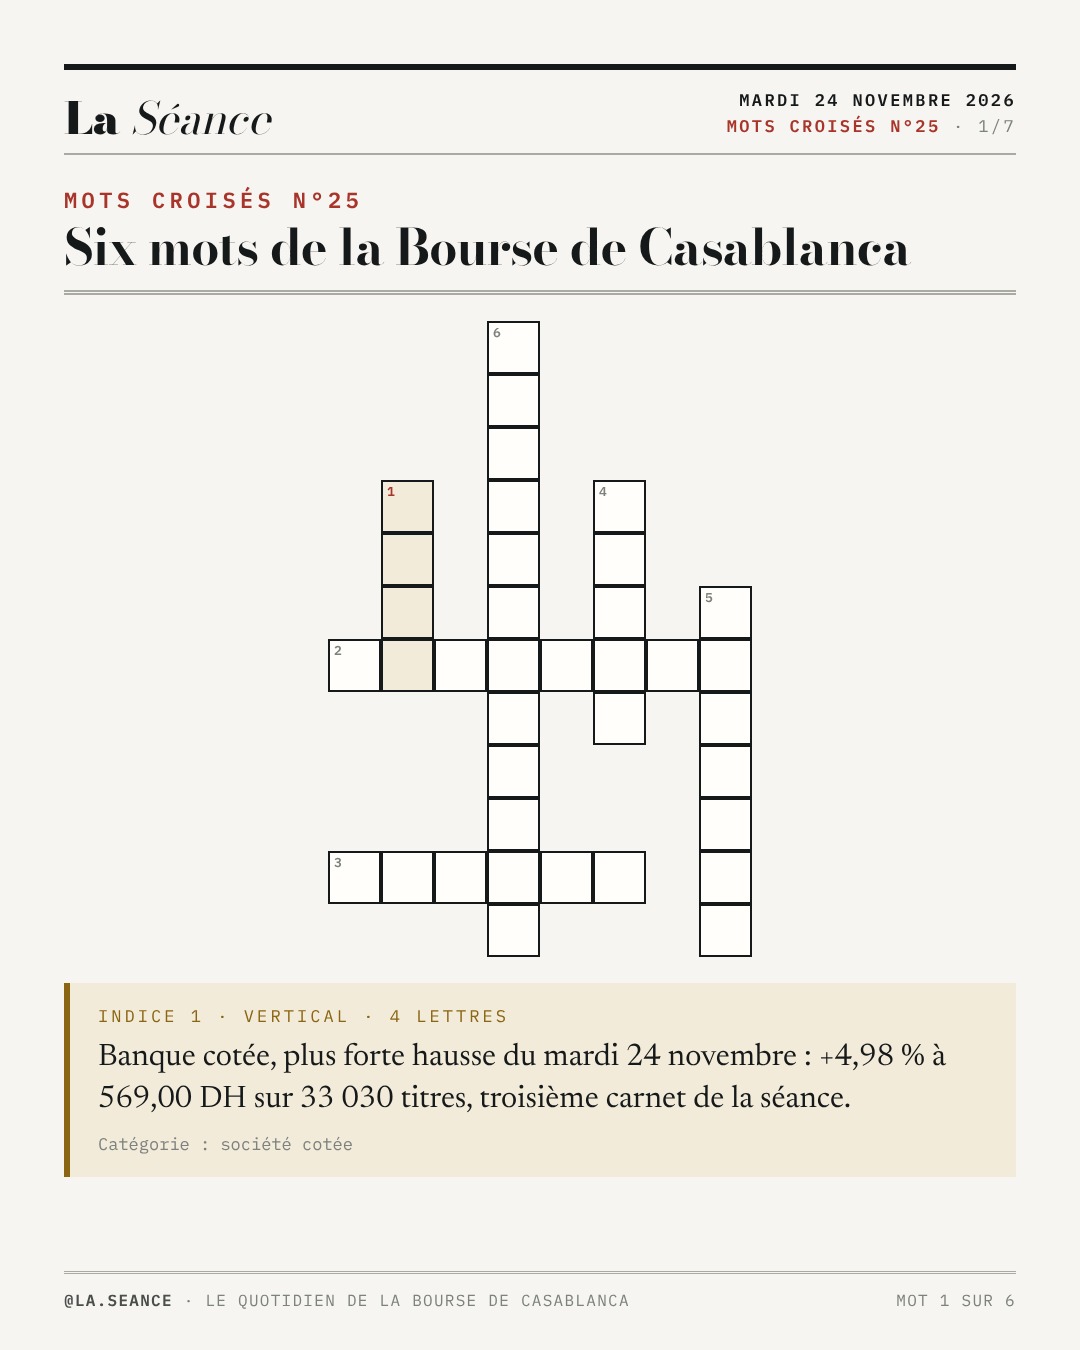 La Séance
MARDI 24 NOVEMBRE 2026
MOTS CROISÉS N°25 · 1/7
MOTS CROISÉS N°25
Six mots de la Bourse de Casablanca
6
1
4
5
2
3
INDICE 1 · VERTICAL · 4 LETTRES
Banque cotée, plus forte hausse du mardi 24 novembre : +4,98 % à
569,00 DH sur 33 030 titres, troisième carnet de la séance.
Catégorie : société cotée
@LA.SEANCE · LE QUOTIDIEN DE LA BOURSE DE CASABLANCA
MOT 1 SUR 6